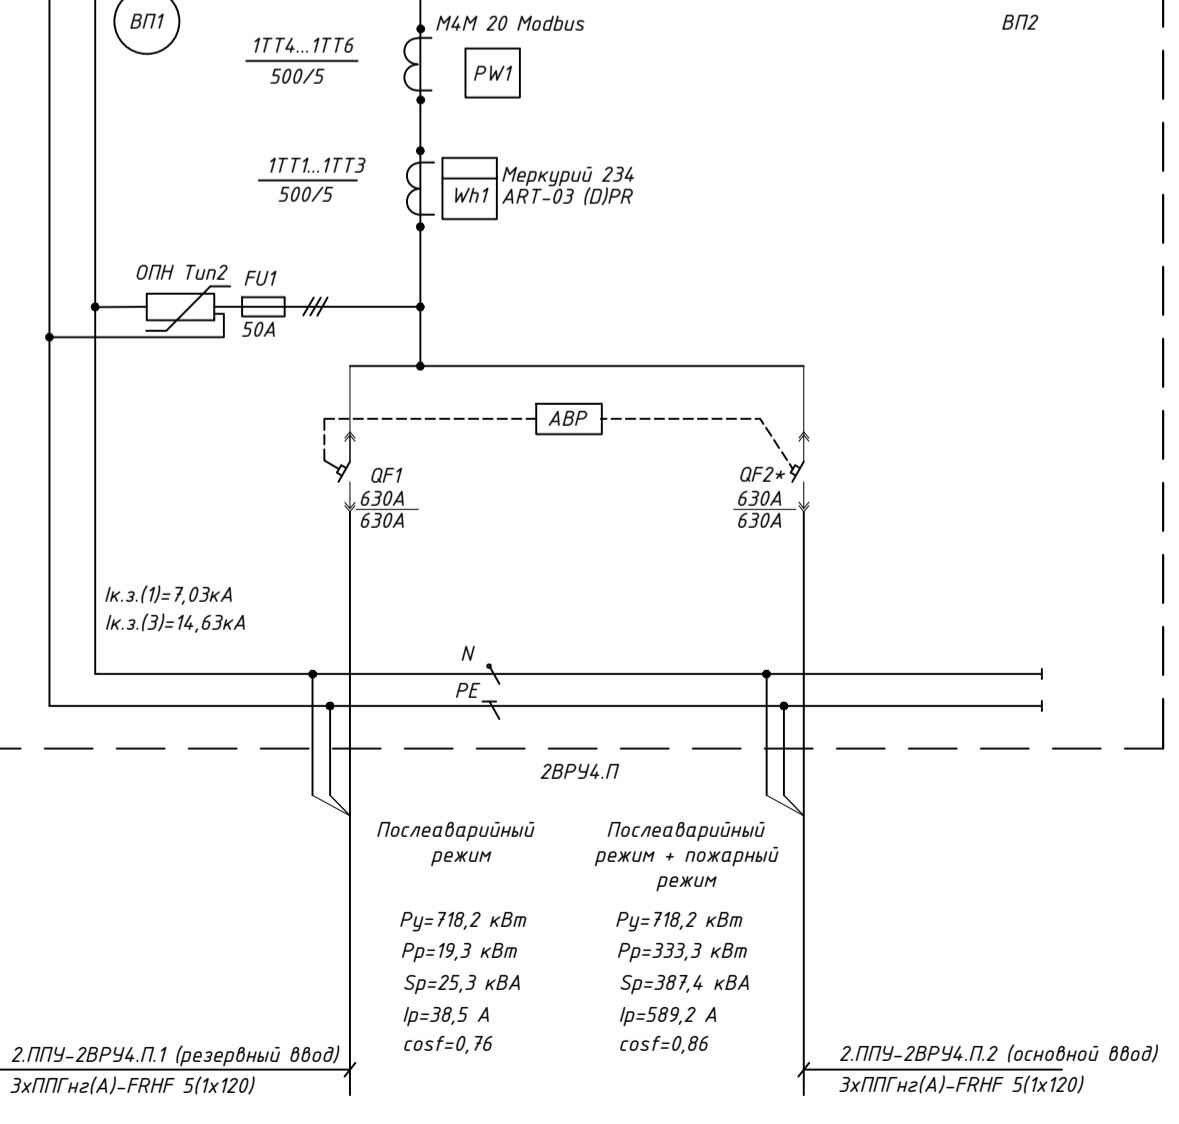 ВП1
М4М 20 Modbus
ВП2
1ТТ4...1ТТ6
500/5
PW1
1ТТ1...1ТТ3
500/5
Wh1
Меркурий 234
ART-03 (D)PR
ОПН Тип2
FU1
50А
АВР
QF1
630А
630А
QF2*
630А
630А
Iк.з.(1)=7,03кА
Iк.з.(3)=14,63кА
N
PE
2ВРУ4.П
Послеаварийный
режим
Ру=718,2 кВт
Рр=19,3 кВт
Sр=25,3 кВА
Iр=38,5 А
cosf=0,76
Послеаварийный
режим + пожарный
режим
Ру=718,2 кВт
Рр=333,3 кВт
Sр=387,4 кВА
Iр=589,2 А
cosf=0,86
2.ППУ-2ВРУ4.П.1 (резервный ввод)
3хППГнг(А)-FRHF 5(1х120)
2.ППУ-2ВРУ4.П.2 (основной ввод)
3хППГнг(А)-FRHF 5(1х120)